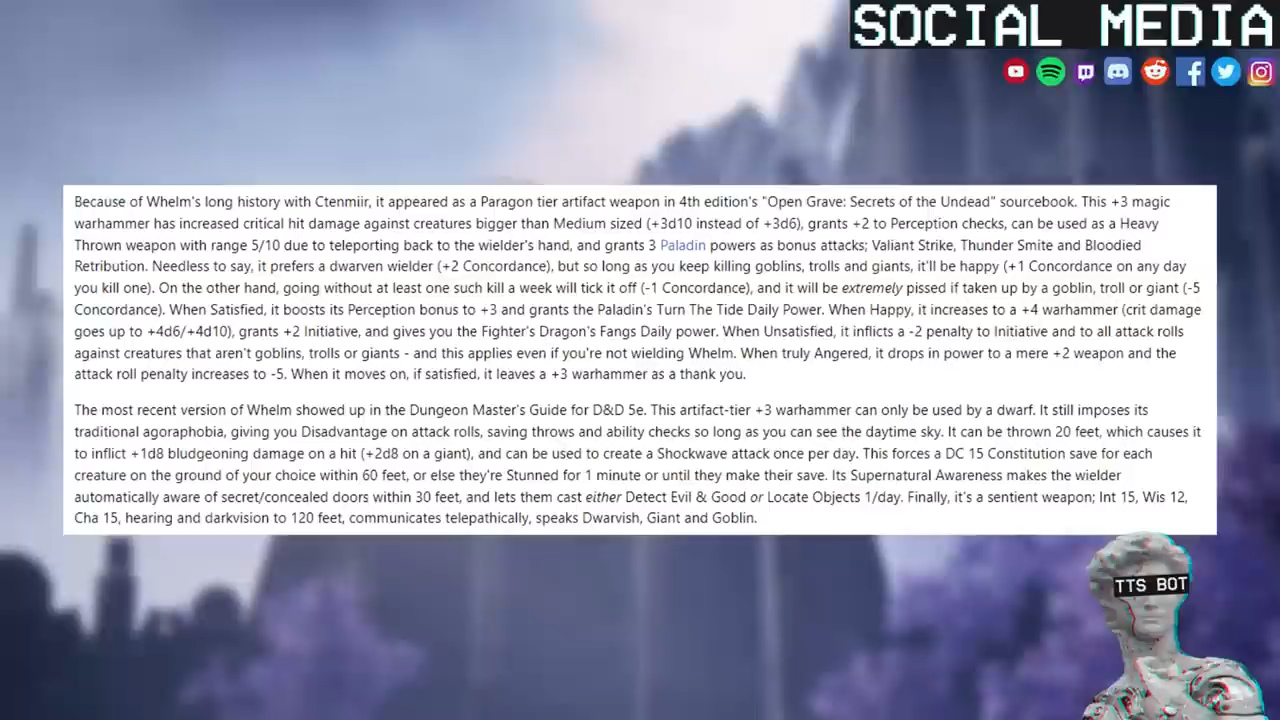 SOCIAL MEDIA
Because of Whelm's long history with Ctenmiir, it appeared as a Paragon tier artifact weapon in 4th edition's "Open Grave: Secrets of the Undead" sourcebook. This +3 magic
warhammer has increased critical hit damage against creatures bigger than Medium sized (+3d10 instead of +3d6), grants +2 to Perception checks, can be used as a Heavy
Thrown weapon with range 5/10 due to teleporting back to the wielder's hand, and grants 3 Paladin powers as bonus attacks; Valiant Strike, Thunder Smite and Bloodied
Retribution. Needless to say, it prefers a dwarven wielder (+2 Concordance), but so long as you keep killing goblins, trolls and giants, it'll be happy (+1 Concordance on any day
you kill one). On the other hand, going without at least one such kill a week will tick it off (-1 Concordance), and it will be extremely pissed if taken up by a goblin, troll or giant (-5
Concordance). When Satisfied, it boosts its Perception bonus to +3 and grants the Paladin's Turn The Tide Daily Power. When Happy, it increases to a +4 warhammer (crit damage
goes up to +4d6/+4d10), grants +2 Initiative, and gives you the Fighter's Dragon's Fangs Daily power. When Unsatisfied, it inflicts a -2 penalty to Initiative and to all attack rolls
against creatures that aren't goblins, trolls or giants - and this applies even if you're not wielding Whelm. When truly Angered, it drops in power to a mere +2 weapon and the
attack roll penalty increases to -5. When it moves on, if satisfied, it leaves a +3 warhammer as a thank you.
The most recent version of Whelm showed up in the Dungeon Master's Guide for D&D 5e. This artifact-tier +3 warhammer can only be used by a dwarf. It still imposes its
traditional agoraphobia, giving you Disadvantage on attack rolls, saving throws and ability checks so long as you can see the daytime sky. It can be thrown 20 feet, which causes it
to inflict +1d8 bludgeoning damage on a hit (+2d8 on a giant), and can be used to create a Shockwave attack once per day. This forces a DC 15 Constitution save for each
creature on the ground of your choice within 60 feet, or else they're Stunned for 1 minute or until they make their save. Its Supernatural Awareness makes the wielder
automatically aware of secret/concealed doors within 30 feet, and lets them cast either Detect Evil & Good or Locate Objects 1/day. Finally, it's a sentient weapon; Int 15, Wis 12,
Cha 15, hearing and darkvision to 120 feet, communicates telepathically, speaks Dwarvish, Giant and Goblin.
TTS BOT